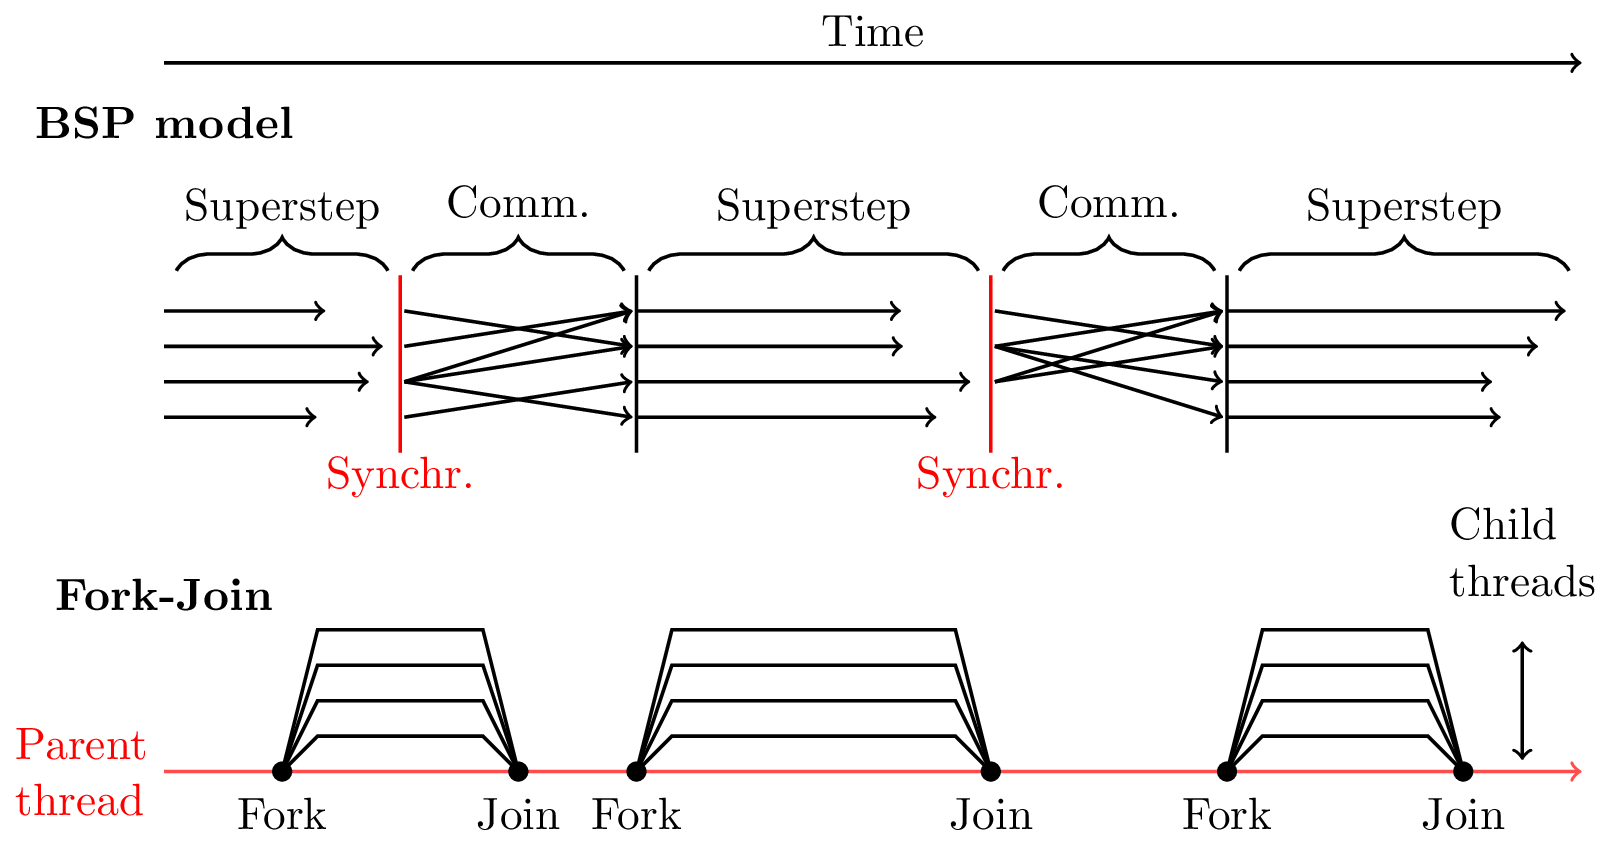 Time
BSP model
Superstep
Comm.
Superstep
Comm.
Superstep
Synchr.
Synchr.
Child
threads
Fork-Join
Parent
thread
Fork
Join
Fork
Join
Fork
Join